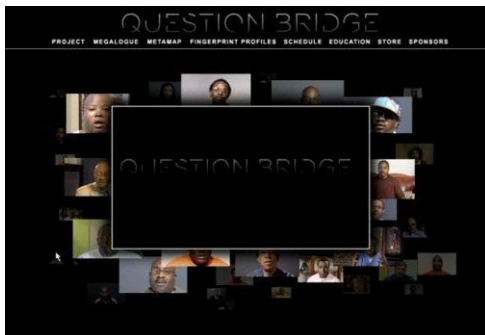 QUESTION BRIDGE
PROJECT MEGALOGUE METAMAP FINGERPRINT PROFILES SCHEDULE EDUCATION STORE SPONSORS
QUESTION BRIDGE